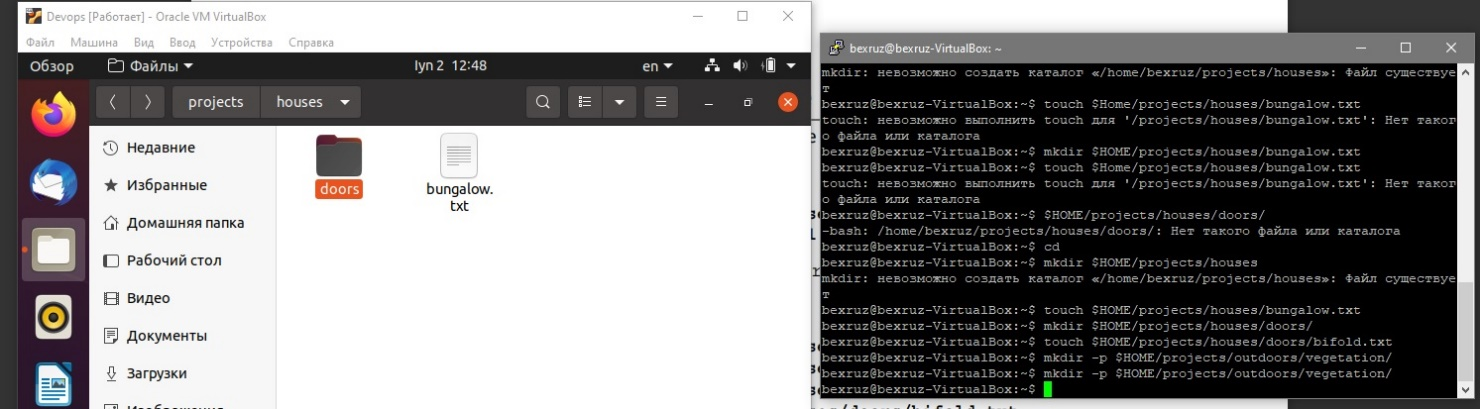 Devops [Работает] - Oracle VM VirtualBox
Файл Машина Вид Ввод Устройства Справка
Обзор Файлы Iyn 2 12:48 en
projects houses
Недавние
Избранные
Домашняя папка
Рабочий стол
Видео
Документы
Загрузки
doors
bungalow.
txt
bexruz@bexruz-VirtualBox: ~
mkdir: невозможно создать каталог «/home/bexruz/projects/houses»: Файл существуе
т
bexruz@bexruz-VirtualBox:~$ touch $Home/projects/houses/bungalow.txt
touch: невозможно выполнить touch для '/projects/houses/bungalow.txt': Нет таког
о файла или каталога
bexruz@bexruz-VirtualBox:~$ mkdir $HOME/projects/houses/bungalow.txt
bexruz@bexruz-VirtualBox:~$ touch $Home/projects/houses/bungalow.txt
touch: невозможно выполнить touch для '/projects/houses/bungalow.txt': Нет таког
о файла или каталога
bexruz@bexruz-VirtualBox:~$ $HOME/projects/houses/doors/
-bash: /home/bexruz/projects/houses/doors/: Нет такого файла или каталога
bexruz@bexruz-VirtualBox:~$ cd
bexruz@bexruz-VirtualBox:~$ mkdir $HOME/projects/houses
mkdir: невозможно создать каталог «/home/bexruz/projects/houses»: Файл существуе
т
bexruz@bexruz-VirtualBox:~$ touch $HOME/projects/houses/bungalow.txt
bexruz@bexruz-VirtualBox:~$ mkdir $HOME/projects/houses/doors/
bexruz@bexruz-VirtualBox:~$ touch $HOME/projects/houses/doors/bifold.txt
bexruz@bexruz-VirtualBox:~$ mkdir -p $HOME/projects/outdoors/vegetation/
bexruz@bexruz-VirtualBox:~$ mkdir -p $HOME/projects/outdoors/vegetation/
bexruz@bexruz-VirtualBox:~$